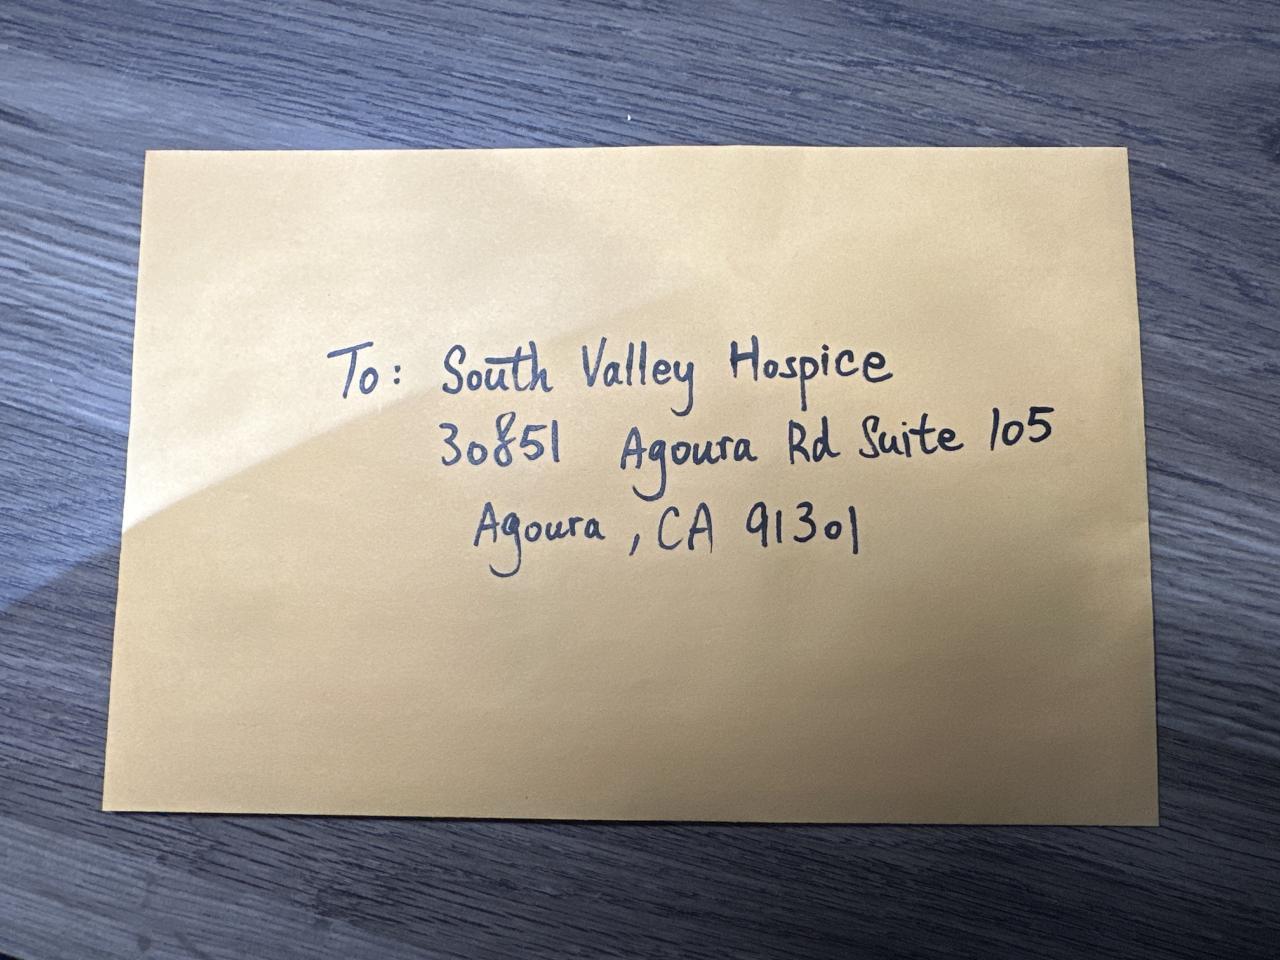 To: South Valley Hospice
30851 Agoura Rd Suite 105
Agoura, CA 91301